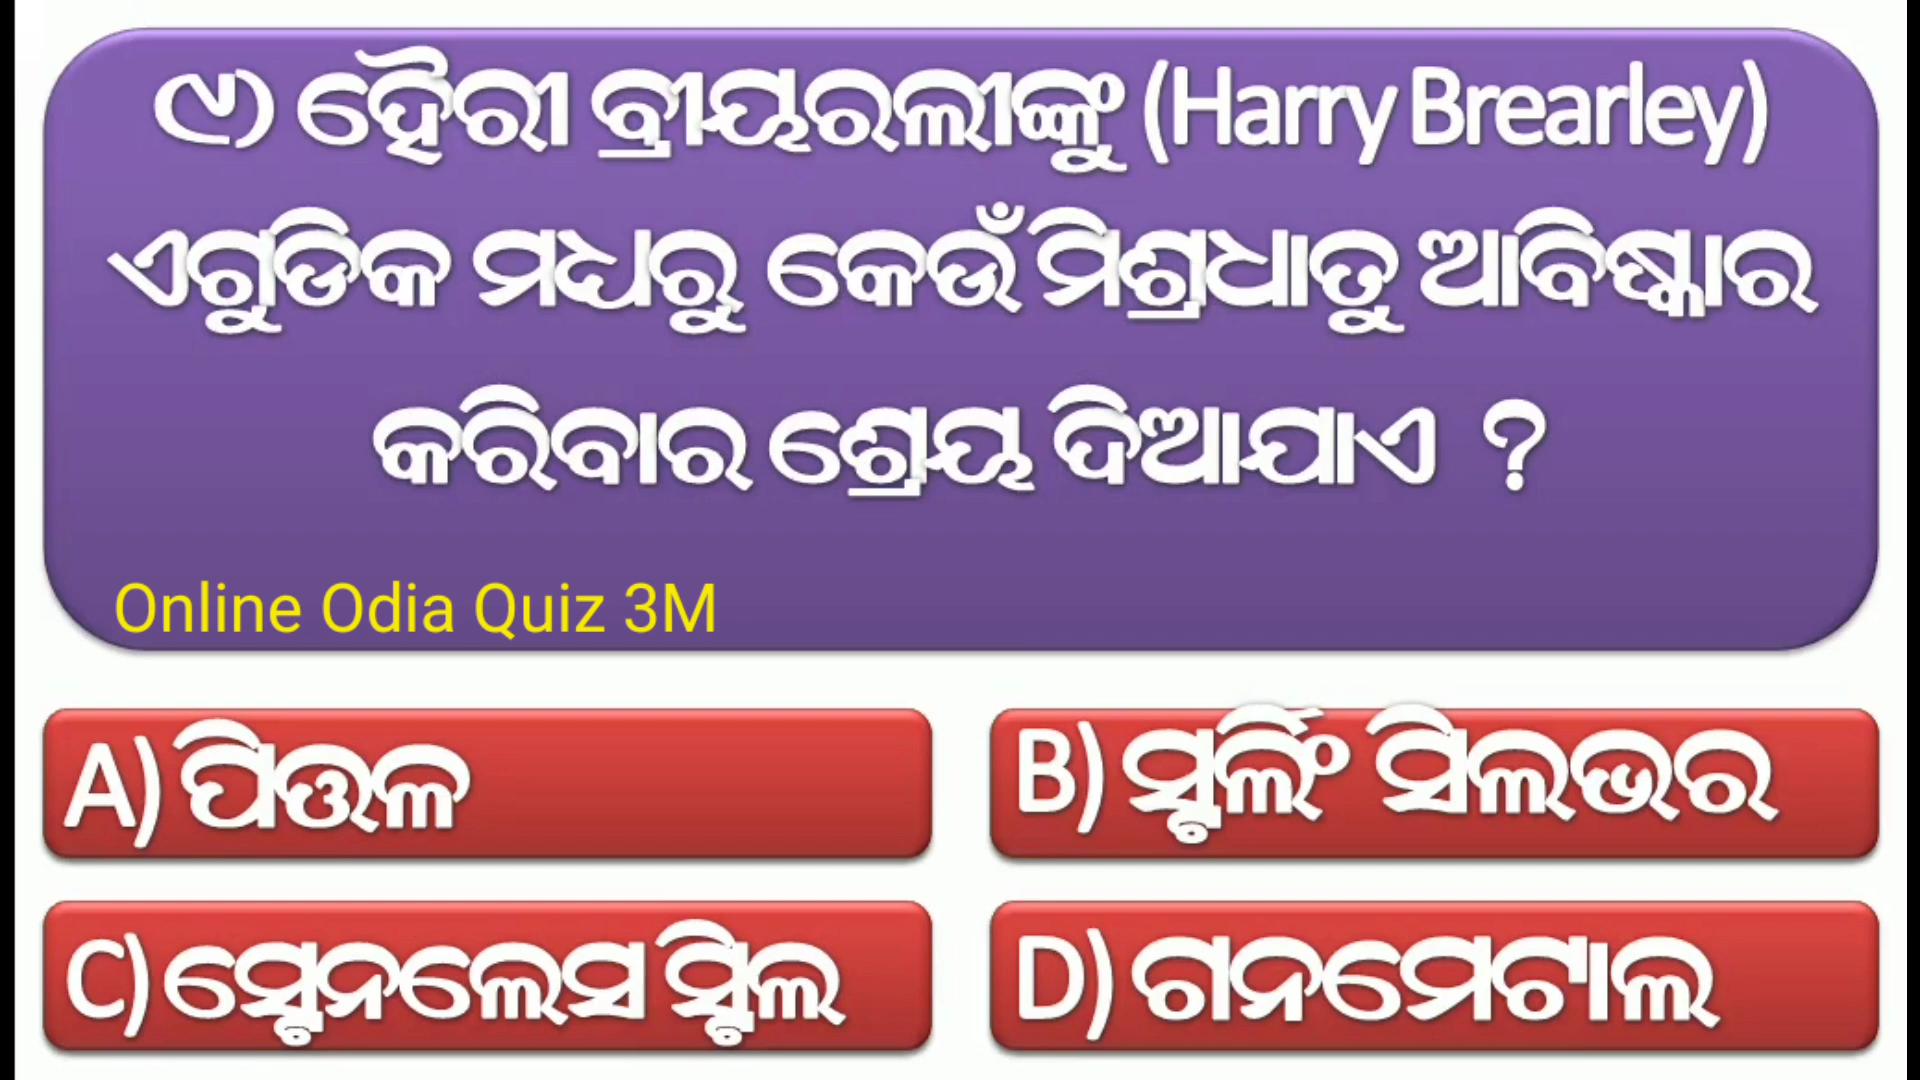 ୯) ହୈରୀ ବ୍ରୀୟରଲୀଙ୍କୁ (Harry Brearley)
ଏଗୁଡିକ ମଧ୍ୟରୁ କେଉଁ ମିଶ୍ରଧାତୁ ଆବିଷ୍କାର
କରିବାର ଶ୍ରେୟ ଦିଆଯାଏ ?
Online Odia Quiz 3M
A) ପିତ୍ତଳ
B) ସ୍ଟର୍ଲିଂ ସିଲଭର
C) ସ୍ଟେନଲେସ ସ୍ଟିଲ
D) ଗନମେଟାଲ